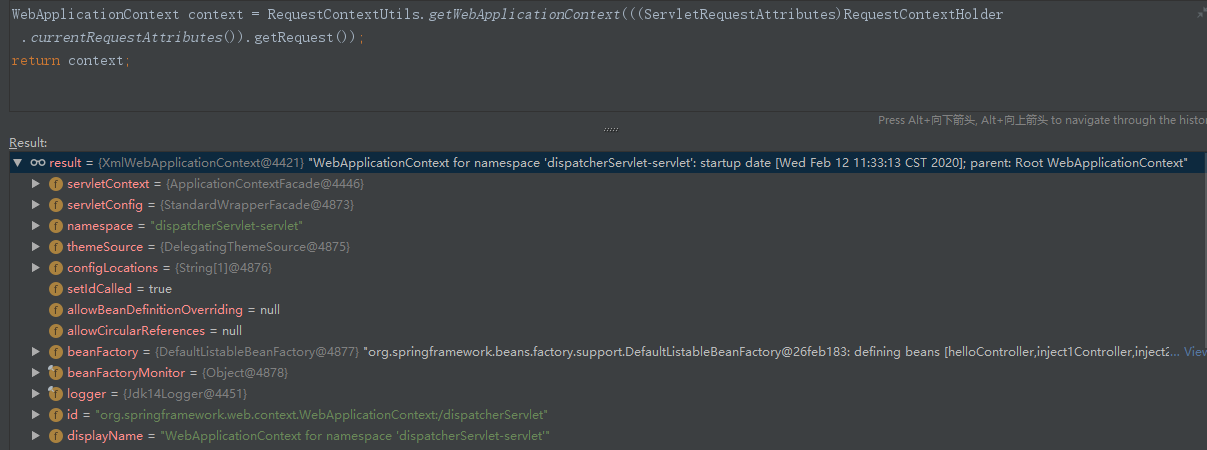 WebApplicationContext context = RequestContextUtils.getWebApplicationContext(((ServletRequestAttributes)RequestContextHolder
.currentRequestAttributes()).getRequest());
return context;
Press Alt+向下箭头, Alt+向上箭头 to navigate through the histor
Result:
result = {XmlWebApplicationContext@4421} "WebApplicationContext for namespace 'dispatcherServlet-servlet': startup date [Wed Feb 12 11:33:13 CST 2020]; parent: Root WebApplicationContext"
f servletContext = {ApplicationContextFacade@4446}
f servletConfig = {StandardWrapperFacade@4873}
f namespace = "dispatcherServlet-servlet"
f themeSource = {DelegatingThemeSource@4875}
f configLocations = {String[1]@4876}
f setIdCalled = true
f allowBeanDefinitionOverriding = null
f allowCircularReferences = null
f beanFactory = {DefaultListableBeanFactory@4877} "org.springframework.beans.factory.support.DefaultListableBeanFactory@26feb183: defining beans [helloController,inject1Controller,inject2... View
f beanFactoryMonitor = {Object@4878}
f logger = {Jdk14Logger@4451}
f id = "org.springframework.web.context.WebApplicationContext:/dispatcherServlet"
f displayName = "WebApplicationContext for namespace 'dispatcherServlet-servlet'"